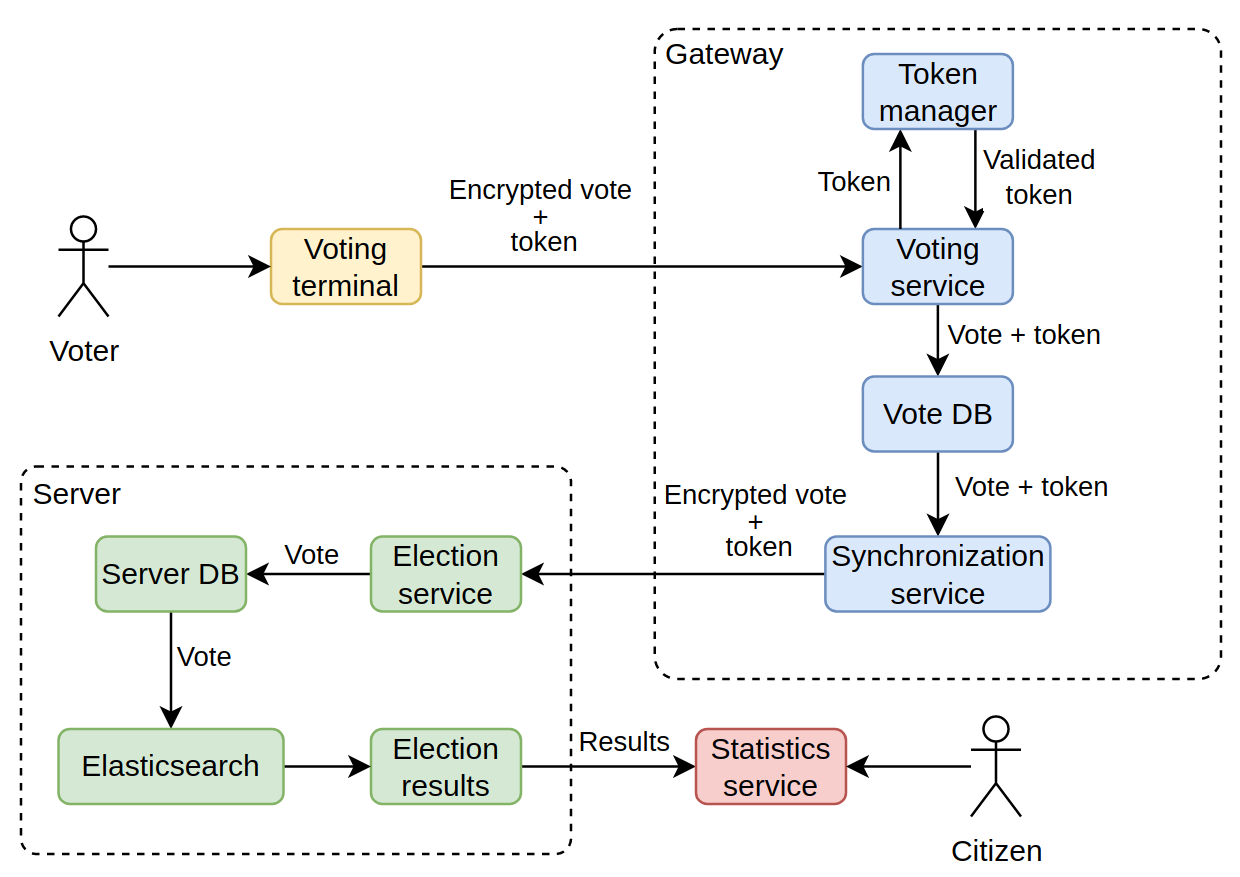 Gateway
Token
manager
Token
Validated
token
Encrypted vote
+
token
Voter
Voting
terminal
Voting
service
Vote + token
Vote DB
Vote + token
Server
Encrypted vote
+
token
Server DB
Vote
Election
service
Synchronization
service
Vote
Elasticsearch
Election
results
Results
Statistics
service
Citizen